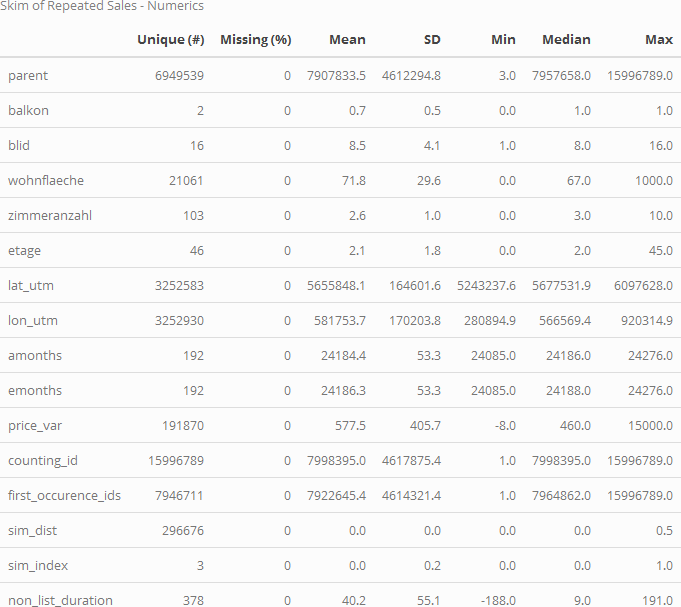 Skim of Repeated Sales - Numerics
Unique (#) Missing (%) Mean SD Min Median Max
parent 6949539 0 7907833.5 4612294.8 3.0 7957658.0 15996789.0
balkon 2 0 0.7 0.5 0.0 1.0 1.0
blid 16 0 8.5 4.1 1.0 8.0 16.0
wohnflaeche 21061 0 71.8 29.6 0.0 67.0 1000.0
zimmeranzahl 103 0 2.6 1.0 0.0 3.0 10.0
etage 46 0 2.1 1.8 0.0 2.0 45.0
lat_utm 3252583 0 5655848.1 164601.6 5243237.6 5677531.9 6097628.0
lon_utm 3252930 0 581753.7 170203.8 280894.9 566569.4 920314.9
amonths 192 0 24184.4 53.3 24085.0 24186.0 24276.0
emonths 192 0 24186.3 53.3 24085.0 24188.0 24276.0
price_var 191870 0 577.5 405.7 -8.0 460.0 15000.0
counting_id 15996789 0 7998395.0 4617875.4 1.0 7998395.0 15996789.0
first_occurence_ids 7946711 0 7922645.4 4614321.4 1.0 7964862.0 15996789.0
sim_dist 296676 0 0.0 0.0 0.0 0.0 0.5
sim_index 3 0 0.0 0.2 0.0 0.0 1.0
non_list_duration 378 0 40.2 55.1 -188.0 9.0 191.0